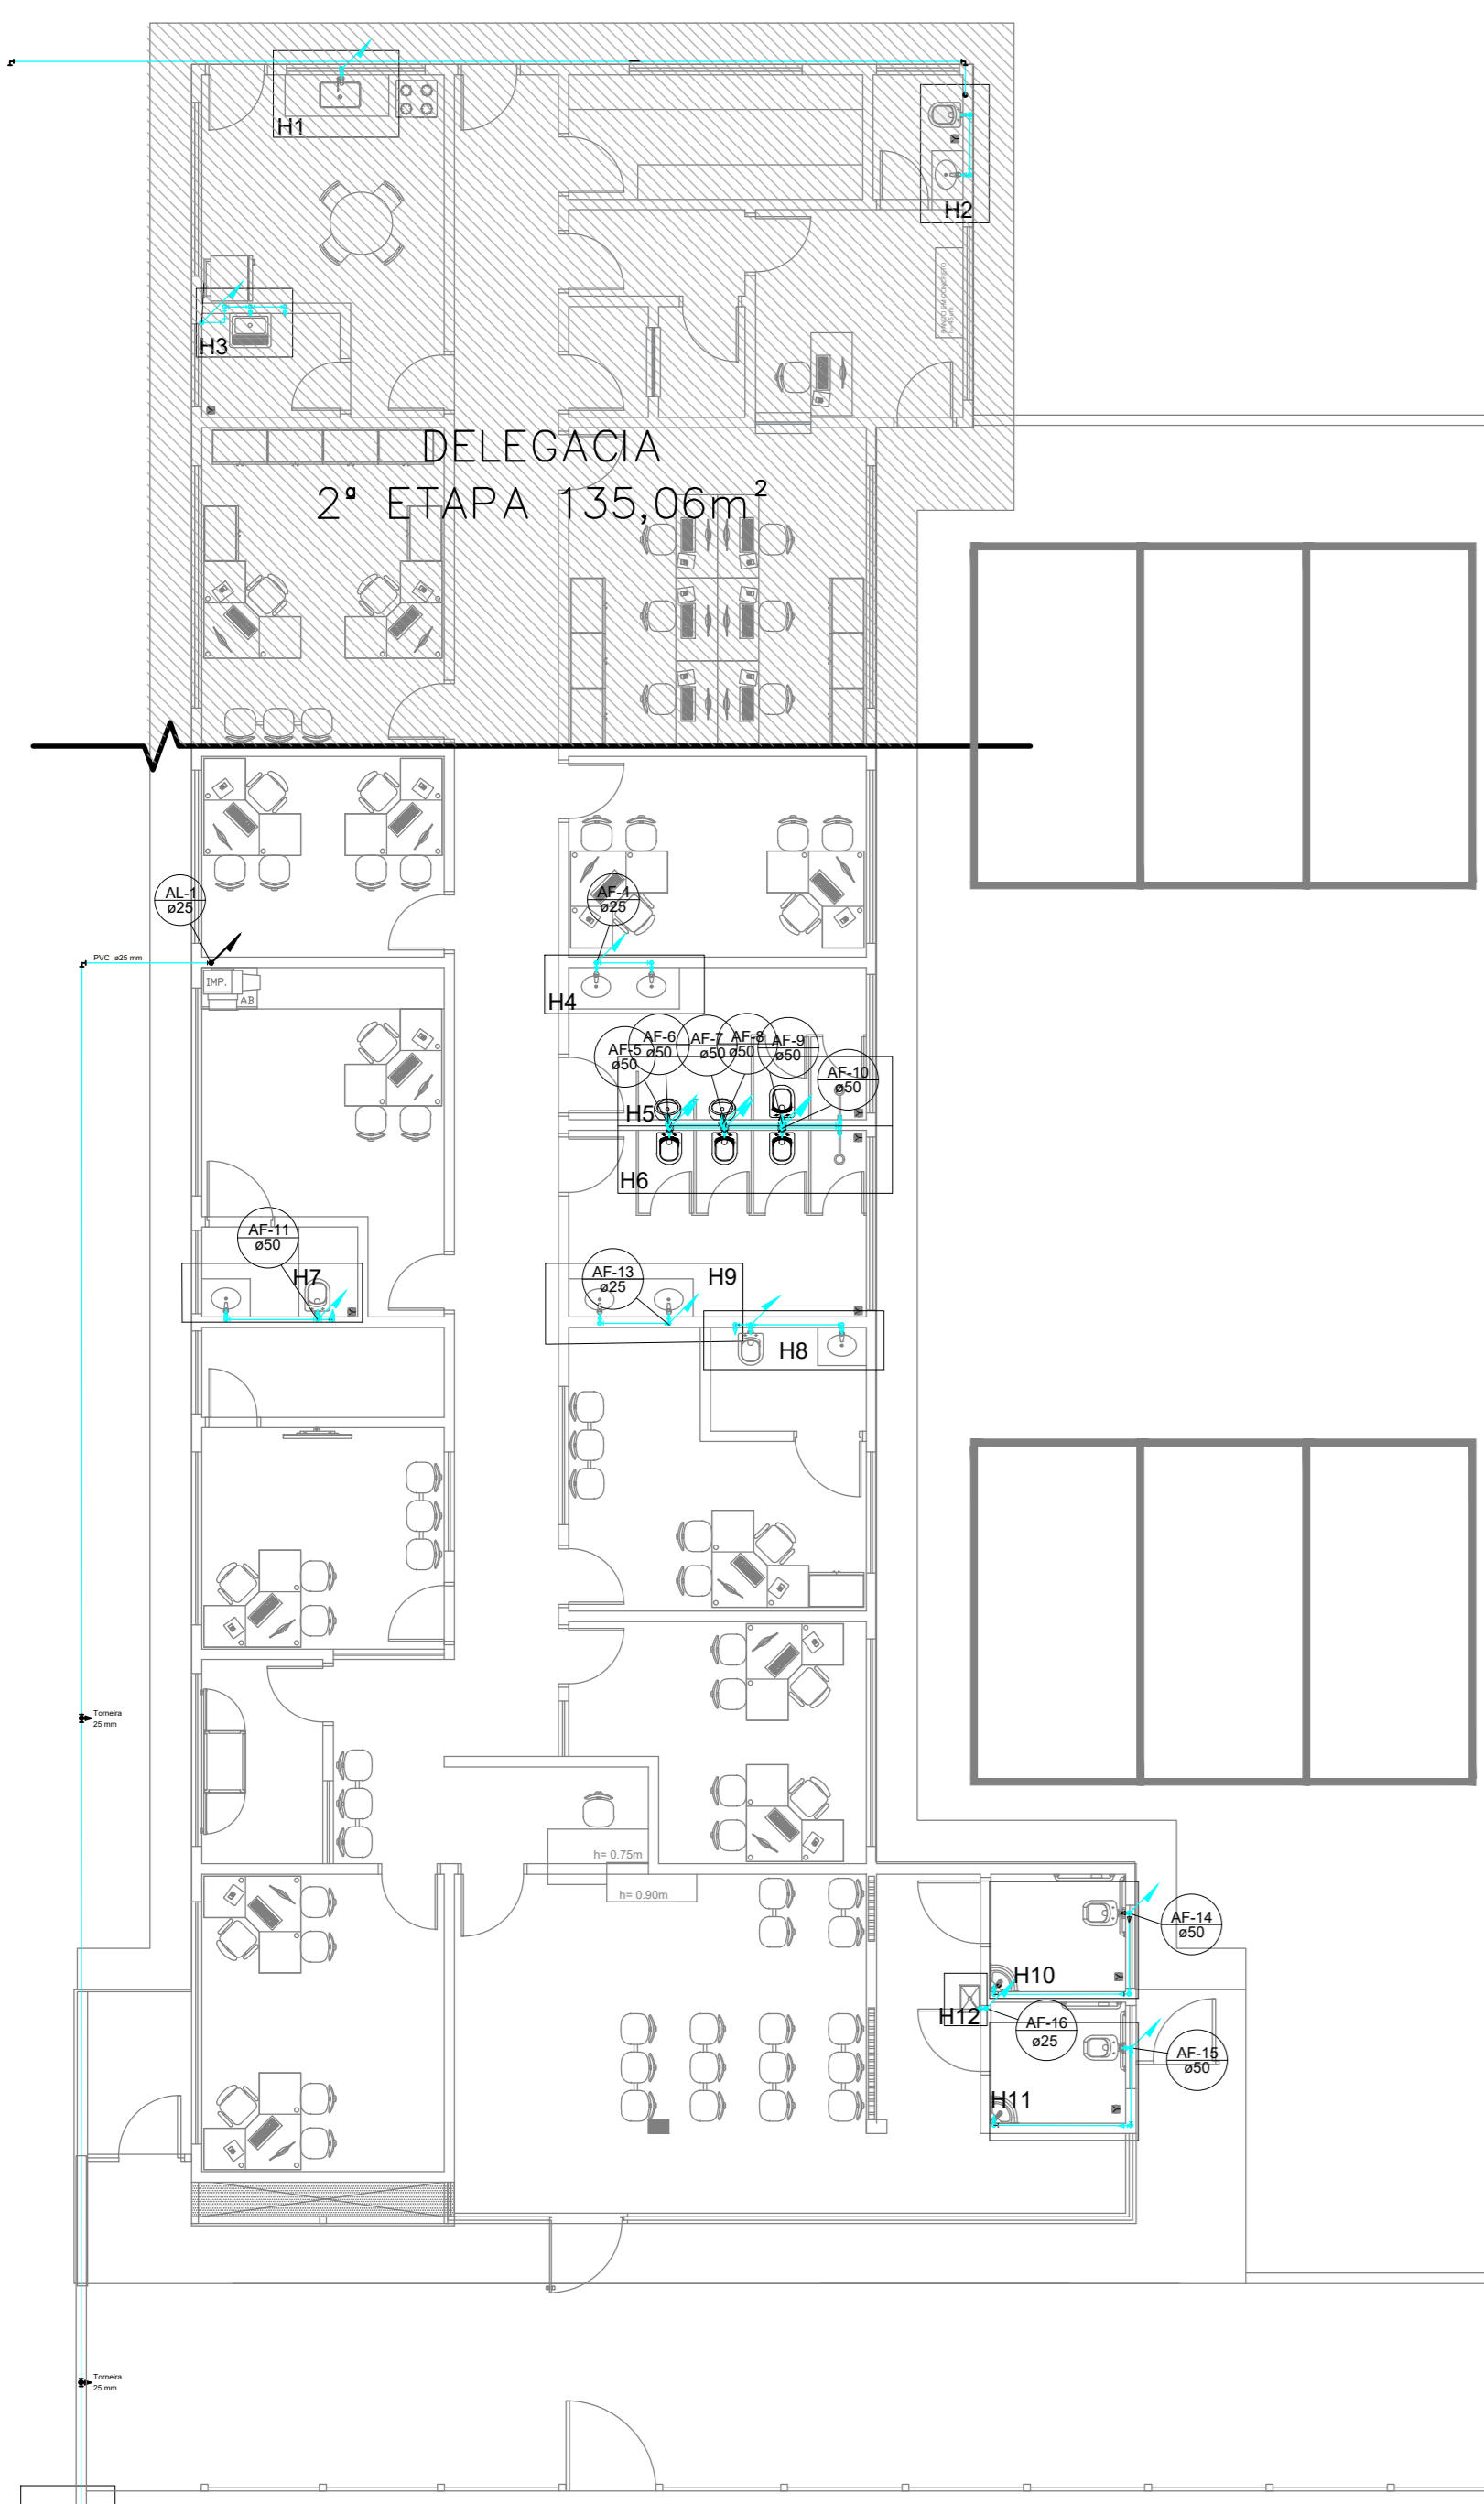 H1
H2
BANCO EM CONCRETO
H3
DELEGACIA
2ª ETAPA 135,06m²
AL-1
ø25
AF-4
ø25
PVC ø25 mm
IMP.
AB
H4
AF-5
ø50
AF-6
ø50
AF-7
ø50
AF-8
ø50
AF-9
ø50
AF-10
ø50
H5
H6
AF-11
ø50
H7
AF-13
ø25
H9
H8
Torneira
25 mm
h= 0.75m
h= 0.90m
AF-14
ø50
H10
H12
AF-16
ø25
AF-15
ø50
H11
Torneira
25 mm